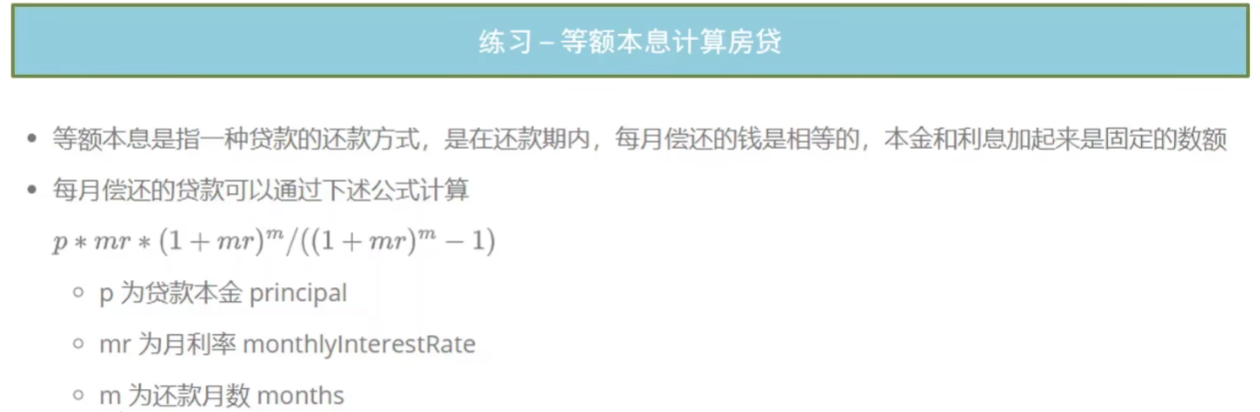 练习 – 等额本息计算房贷
• 等额本息是指一种贷款的还款方式，是在还款期内，每月偿还的钱是相等的，本金和利息加起来是固定的数额
• 每月偿还的贷款可以通过下述公式计算
p ∗ mr ∗ (1 + mr)^m/((1 + mr)^m − 1)
○ p 为贷款本金 principal
○ mr 为月利率 monthlyInterestRate
○ m 为还款月数 months